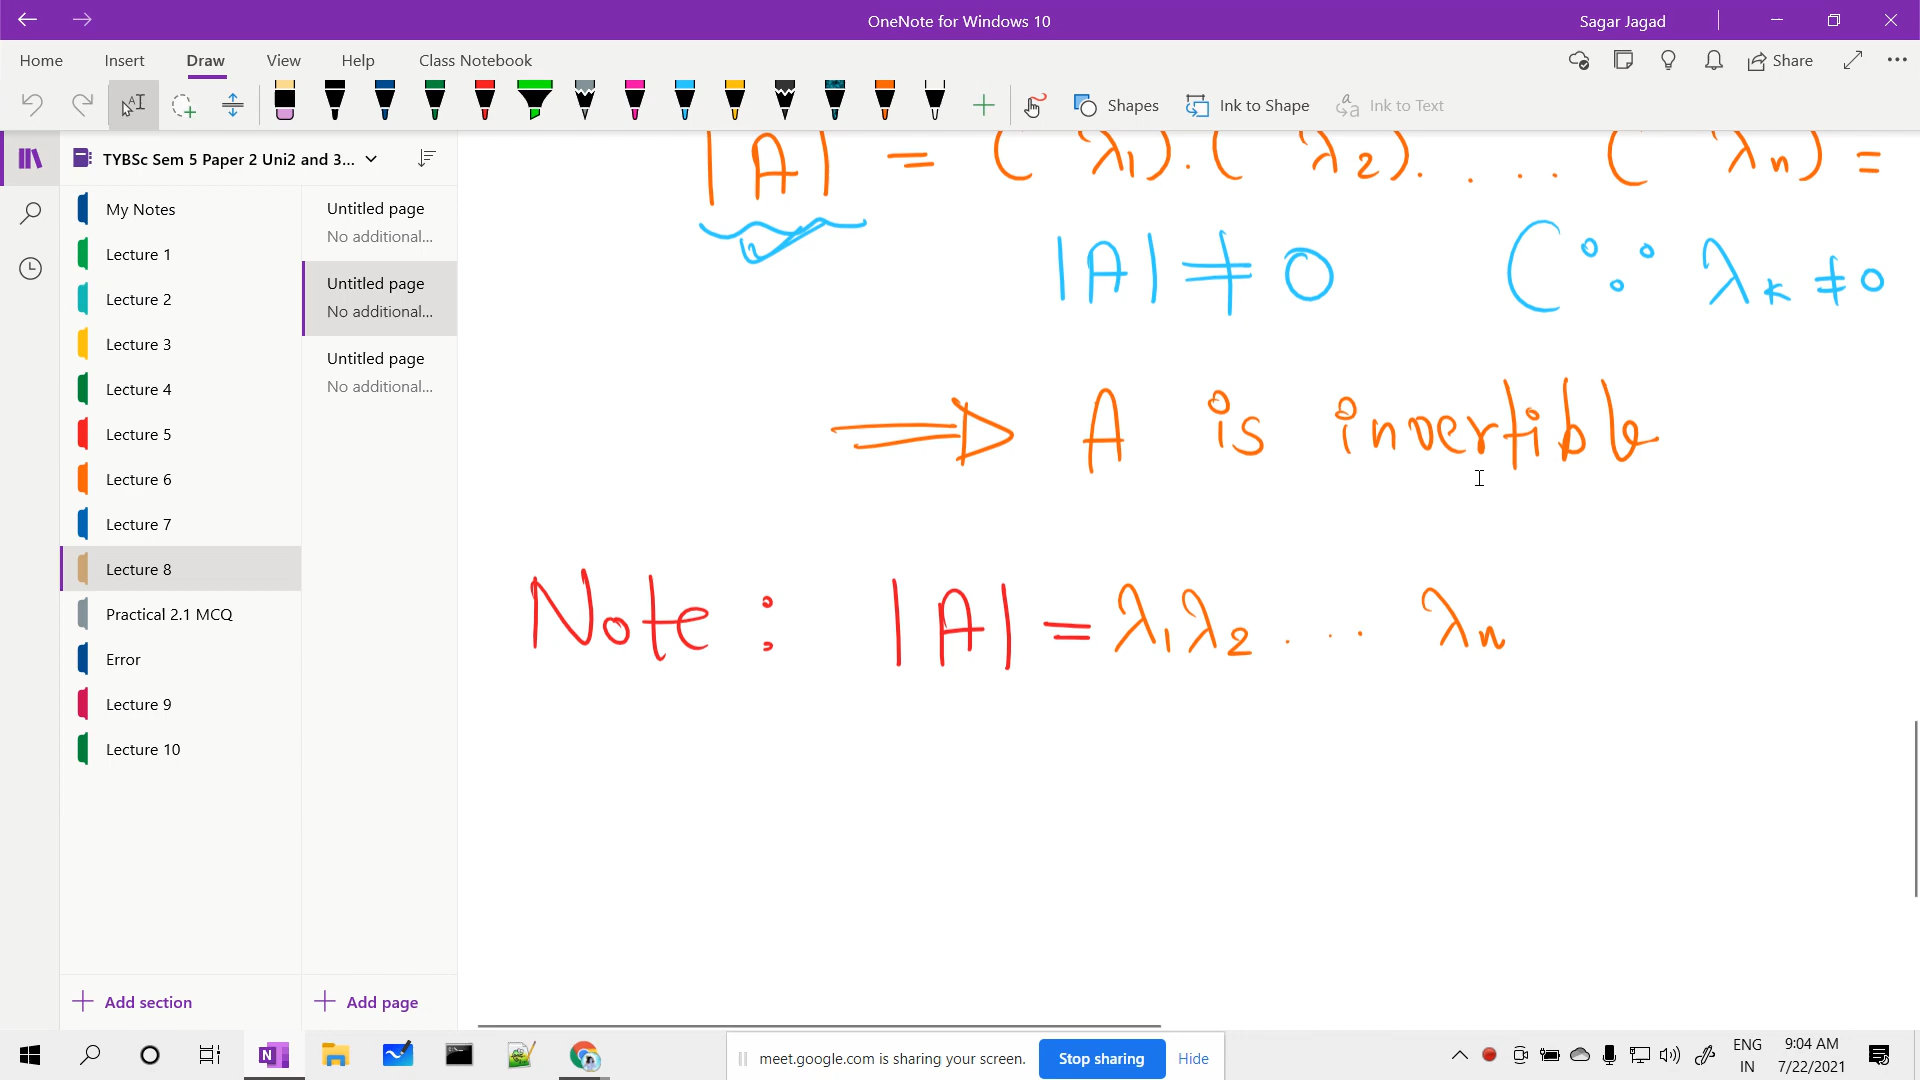 OneNote for Windows 10
Sagar Jagad
Home Insert Draw View Help Class Notebook
Share
Shapes Ink to Shape Ink to Text
TYBSc Sem 5 Paper 2 Uni2 and 3...
My Notes
Lecture 1
Lecture 2
Lecture 3
Lecture 4
Lecture 5
Lecture 6
Lecture 7
Lecture 8
Practical 2.1 MCQ
Error
Lecture 9
Lecture 10
Add section
Untitled page
No additional...
Untitled page
No additional...
Untitled page
No additional...
Add page
|A| = ( λ1).( λ2). . ... ( λn) =
|A| ≠ 0 (∵ λk ≠ 0
⟹ A is invertible
Note : |A| = λ1λ2 . ... λn
meet.google.com is sharing your screen. Stop sharing Hide
ENG
IN
9:04 AM
7/22/2021